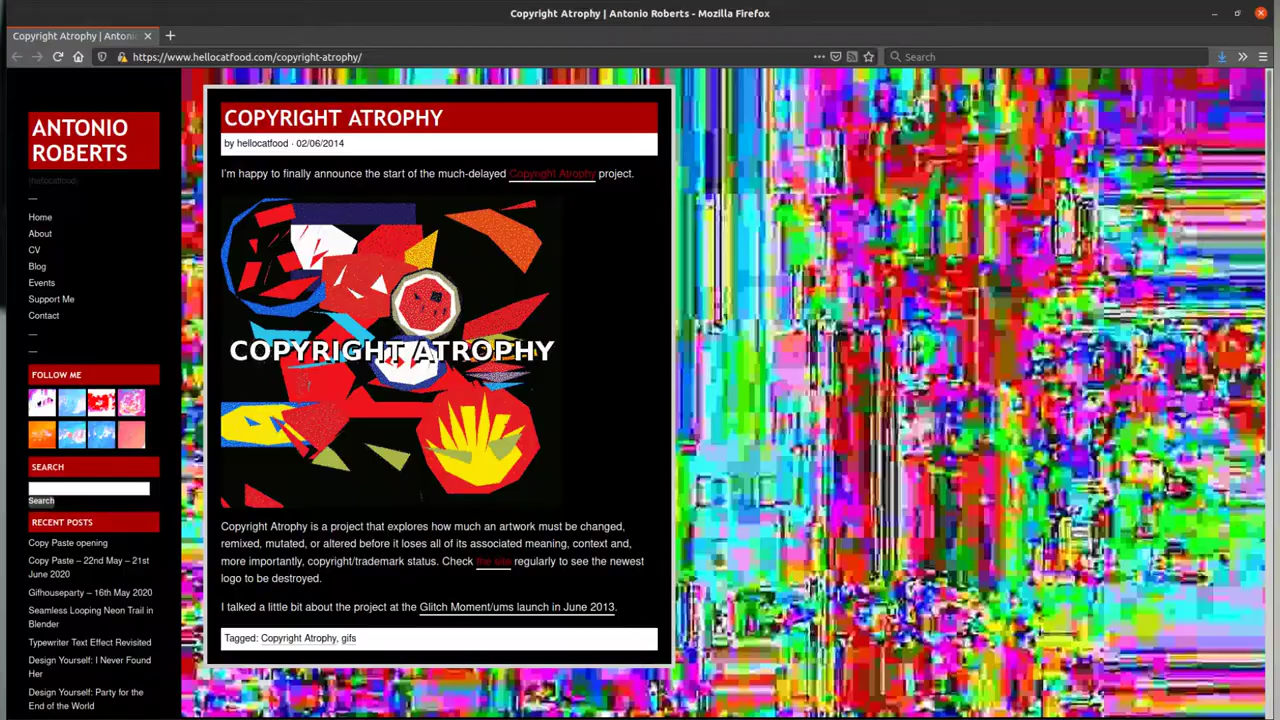 Copyright Atrophy | Antonio Roberts - Mozilla Firefox
Copyright Atrophy | Antoni
https://www.hellocatfood.com/copyright-atrophy/
Search
ANTONIO
ROBERTS
(hellocatfood)
—
Home
About
CV
Blog
Events
Support Me
Contact
—
—
FOLLOW ME
SEARCH
Search
RECENT POSTS
Copy Paste opening
Copy Paste – 22nd May – 21st
June 2020
Gifhouseparty – 16th May 2020
Seamless Looping Neon Trail in
Blender
Typewriter Text Effect Revisited
Design Yourself: I Never Found
Her
Design Yourself: Party for the
End of the World
COPYRIGHT ATROPHY
by hellocatfood · 02/06/2014
I'm happy to finally announce the start of the much-delayed Copyright Atrophy project.
COPYRIGHT ATROPHY
Copyright Atrophy is a project that explores how much an artwork must be changed,
remixed, mutated, or altered before it loses all of its associated meaning, context and,
more importantly, copyright/trademark status. Check the site regularly to see the newest
logo to be destroyed.
I talked a little bit about the project at the Glitch Moment/ums launch in June 2013.
Tagged: Copyright Atrophy, gifs